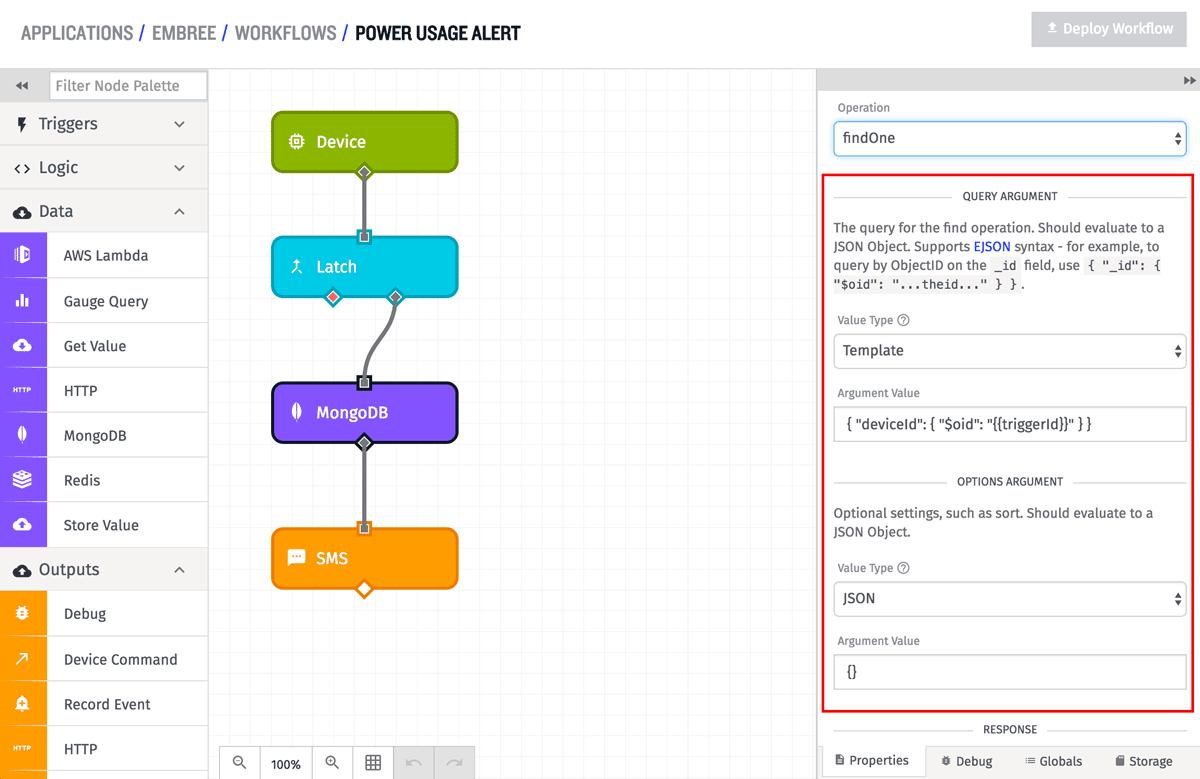 APPLICATIONS / EMBREE / WORKFLOWS / POWER USAGE ALERT
Deploy Workflow
Filter Node Palette
Triggers
Logic
Data
AWS Lambda
Gauge Query
Get Value
HTTP
HTTP
MongoDB
Redis
Store Value
Outputs
Debug
Device Command
Record Event
HTTP
HTTP
Device
Latch
MongoDB
SMS
100%
Operation
findOne
QUERY ARGUMENT
The query for the find operation. Should evaluate to a
JSON Object. Supports EJSON syntax - for example, to
query by ObjectID on the _id field, use { "_id": {
"$oid": "...theid..." } } .
Value Type ?
Template
Argument Value
{ "deviceId": { "$oid": "{{triggerId}}" } }
OPTIONS ARGUMENT
Optional settings, such as sort. Should evaluate to a
JSON Object.
Value Type ?
JSON
Argument Value
{}
RESPONSE
Properties
Debug
Globals
Storage